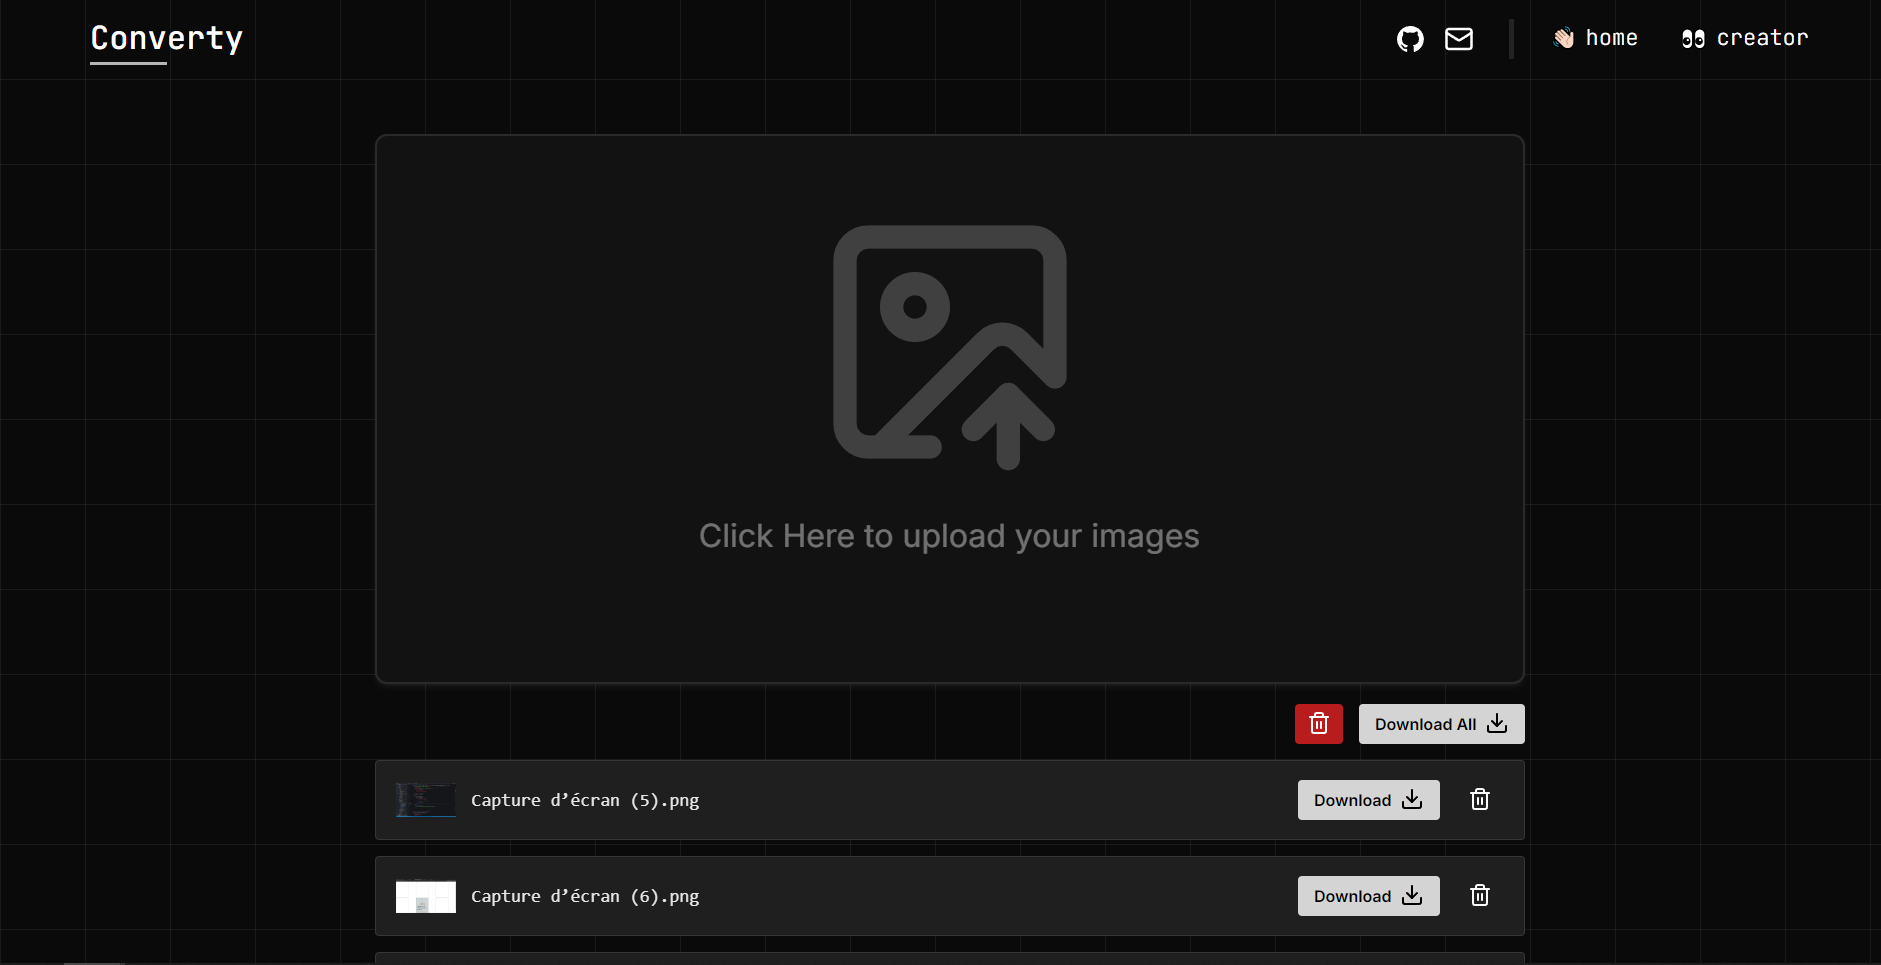 Converty
👋🏻 home
👀 creator
Click Here to upload your images
Download All
Capture d’écran (5).png
Download
Capture d’écran (6).png
Download